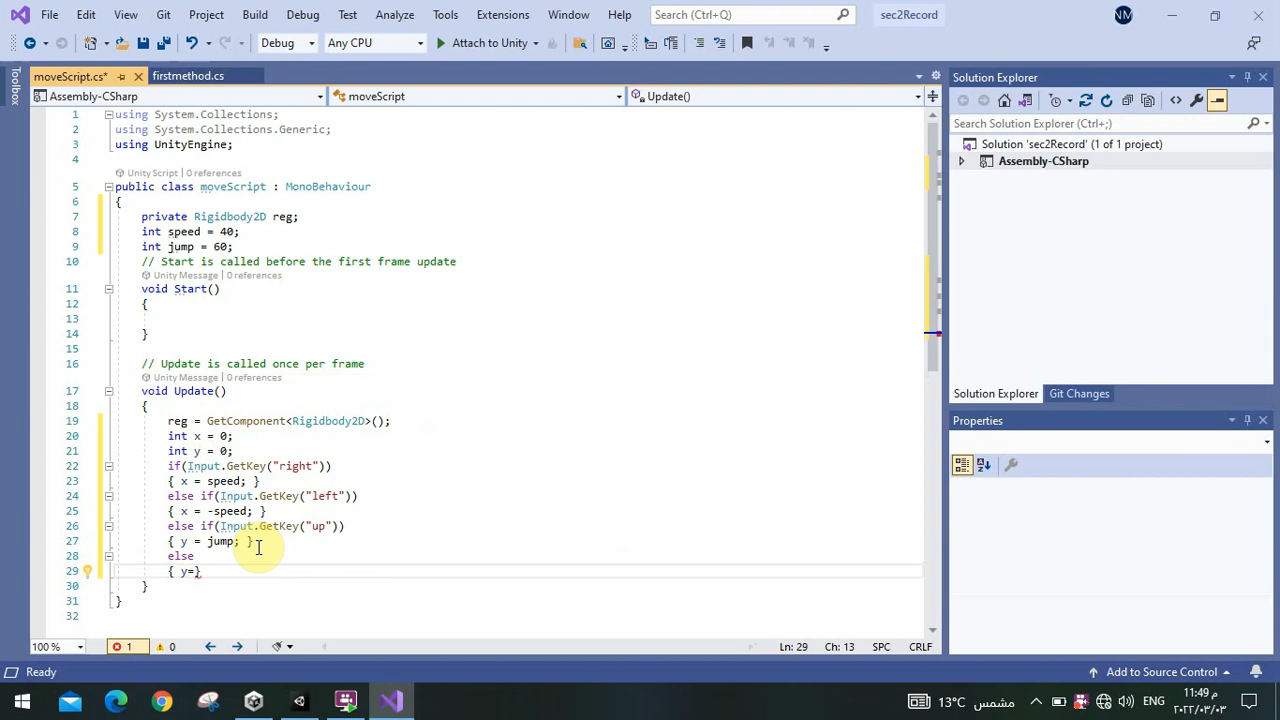 File Edit View Git Project Build Debug Test Analyze Tools Extensions Window Help Search (Ctrl+Q) sec2Record NM
Debug Any CPU Attach to Unity
Toolbox
moveScript.cs* firstmethod.cs
Assembly-CSharp moveScript Update()
1 using System.Collections;
2 using System.Collections.Generic;
3 using UnityEngine;
4
Unity Script | 0 references
5 public class moveScript : MonoBehaviour
6 {
7 private Rigidbody2D reg;
8 int speed = 40;
9 int jump = 60;
10 // Start is called before the first frame update
Unity Message | 0 references
11 void Start()
12 {
13
14 }
15
16 // Update is called once per frame
Unity Message | 0 references
17 void Update()
18 {
19 reg = GetComponent<Rigidbody2D>();
20 int x = 0;
21 int y = 0;
22 if(Input.GetKey("right"))
23 { x = speed; }
24 else if(Input.GetKey("left"))
25 { x = -speed; }
26 else if(Input.GetKey("up"))
27 { y = jump; }
28 else
29 { y=}
30 }
31 }
32
100 % 1 0 Ln: 29 Ch: 13 SPC CRLF
Solution Explorer
Search Solution Explorer (Ctrl+;)
Solution 'sec2Record' (1 of 1 project)
Assembly-CSharp
Solution Explorer Git Changes
Properties
Ready Add to Source Control
13°C مشمس ENG
11:49 م
٢٠٢٢/٠٣/٠٣